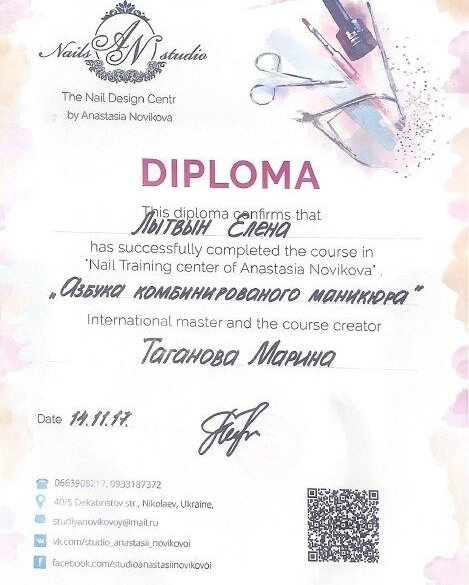 Nails AN studio
The Nail Design Centr
by Anastasia Novikova
DIPLOMA
This diploma confirms that
Лытвын Елена
has successfully completed the course in
"Nail Training center of Anastasia Novikova" .
„Азбука комбинированого маникюра"
International master and the course creator
Таганова Марина
Date 14.11.17.
0663908217, 0933187372
40/5 Dekabristov str., Nikolaev, Ukraine,
studiyanovikovoy@mail.ru
vk.com/studio_anastasii_novikovoi
facebook.com/studioanastasiinovikovoi